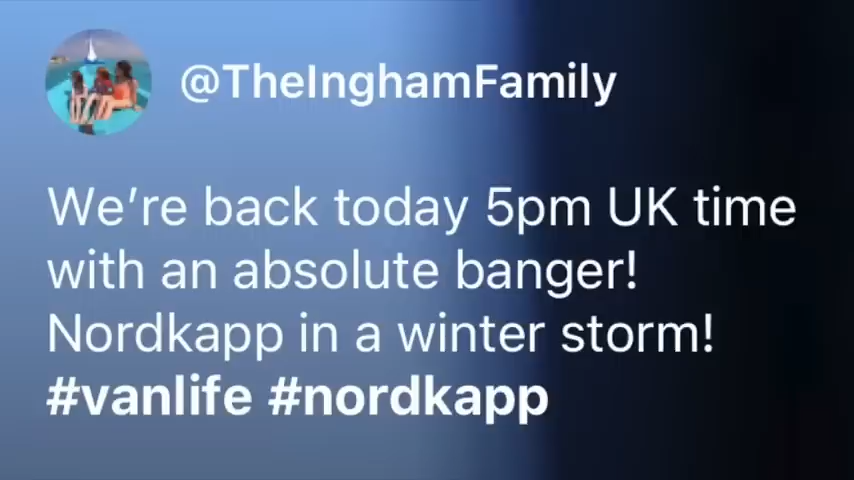 @TheInghamFamily
We’re back today 5pm UK time
with an absolute banger!
Nordkapp in a winter storm!
#vanlife #nordkapp